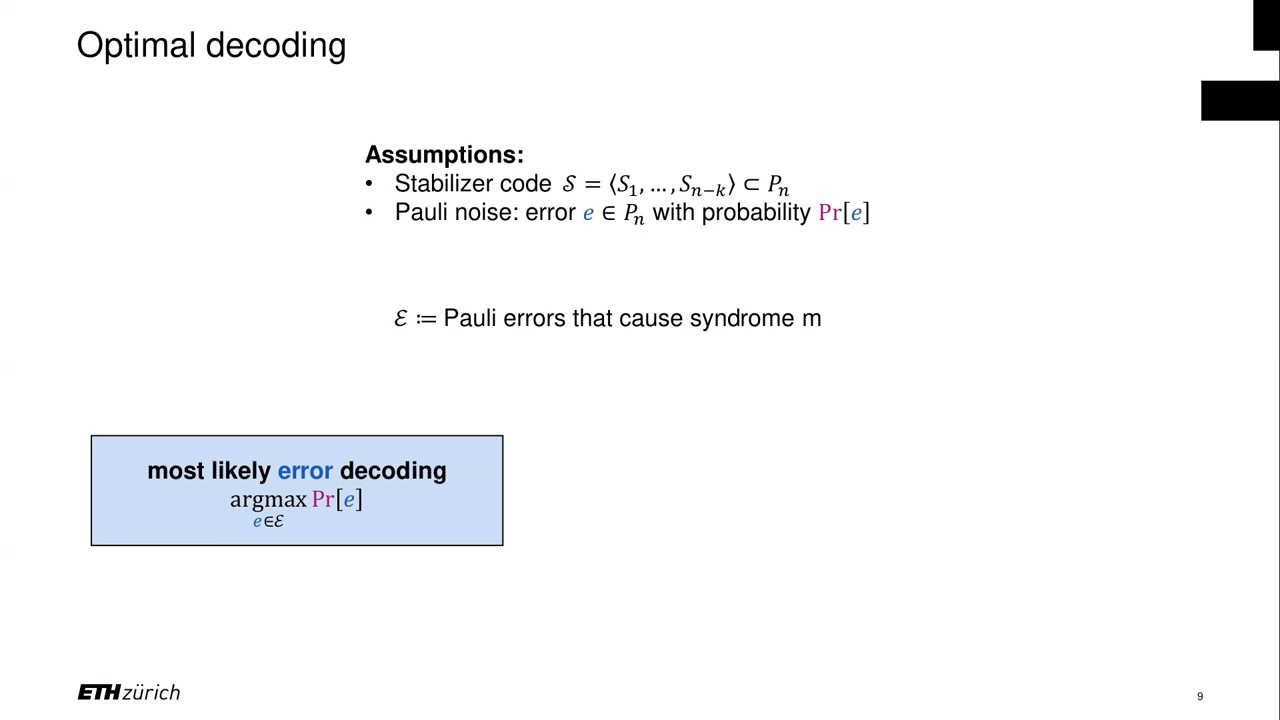 Optimal decoding
Assumptions:
• Stabilizer code 𝒮 = ⟨S₁, … , Sₙ₋ₖ⟩ ⊂ Pₙ
• Pauli noise: error e ∈ Pₙ with probability Pr[e]
ℰ ≔ Pauli errors that cause syndrome m
most likely error decoding
argmax Pr[e]
e∈ℰ
ETH zürich
9